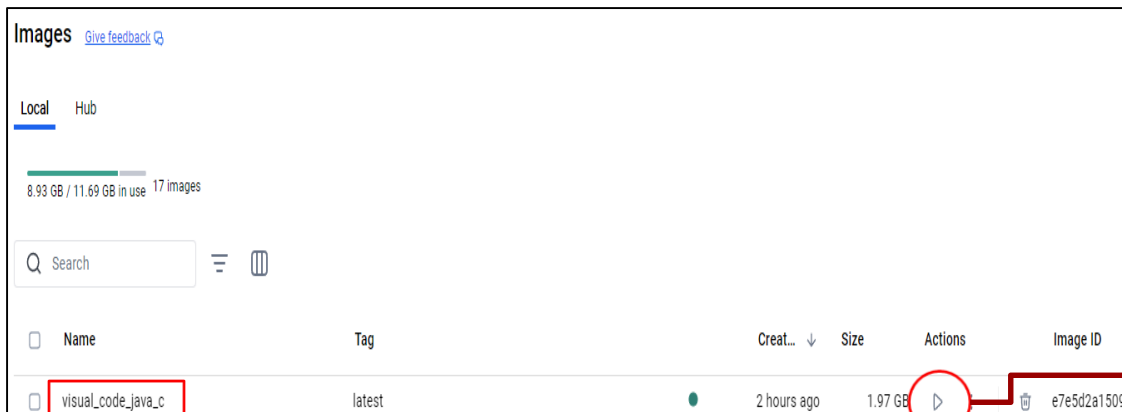 Images Give feedback
Local Hub
8.93 GB / 11.69 GB in use 17 images
Search
Name Tag Creat... Size Actions Image ID
visual_code_java_c latest 2 hours ago 1.97 GB e7e5d2a1509